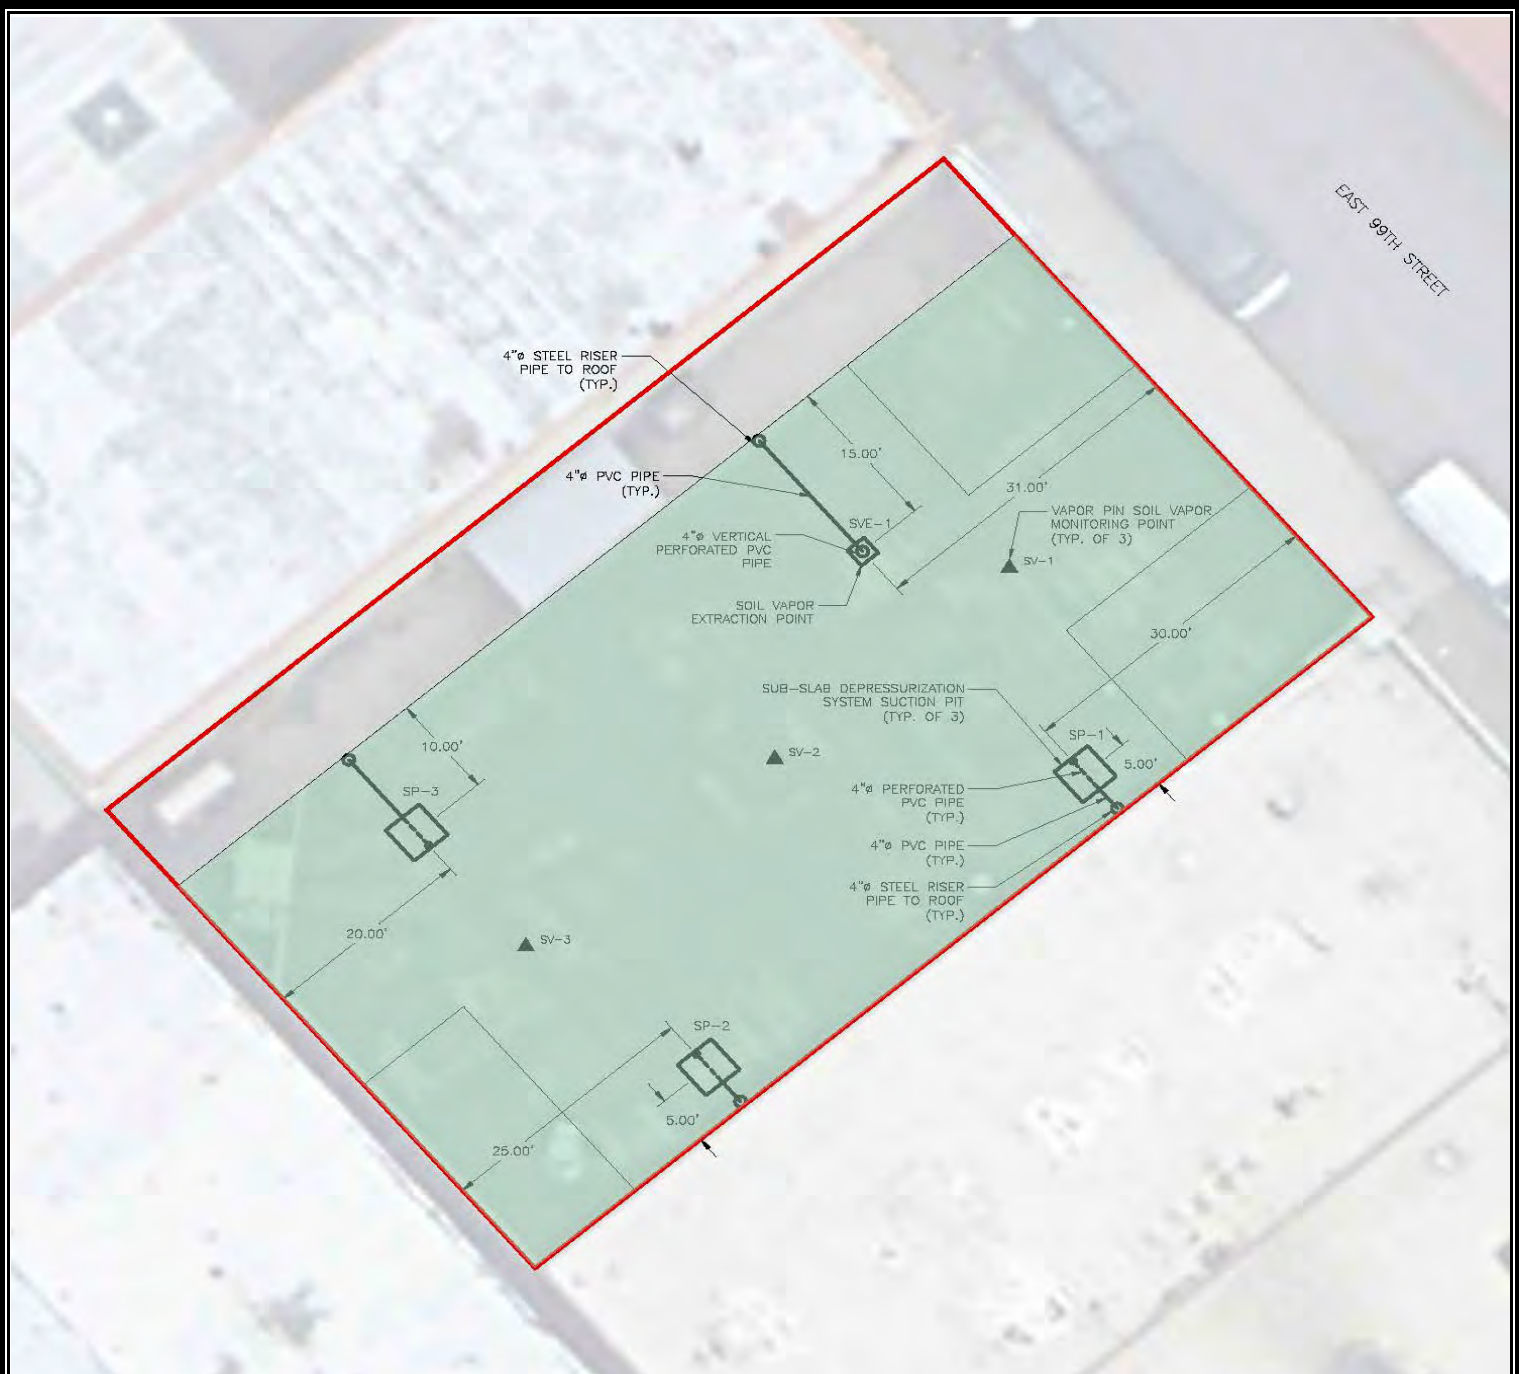 EAST 99TH STREET
4"ø STEEL RISER
PIPE TO ROOF
(TYP.)
15.00'
4"ø PVC PIPE
(TYP.)
31.00'
SVE-1
VAPOR PIN SOIL VAPOR
MONITORING POINT
(TYP. OF 3)
4"ø VERTICAL
PERFORATED PVC
PIPE
SV-1
SOIL VAPOR
EXTRACTION POINT
30.00'
SUB-SLAB DEPRESSURIZATION
SYSTEM SUCTION PIT
(TYP. OF 3)
SP-1
10.00'
SV-2
5.00'
SP-3
4"ø PERFORATED
PVC PIPE
(TYP.)
4"ø PVC PIPE
(TYP.)
4"ø STEEL RISER
PIPE TO ROOF
(TYP.)
20.00'
SV-3
SP-2
5.00'
25.00'